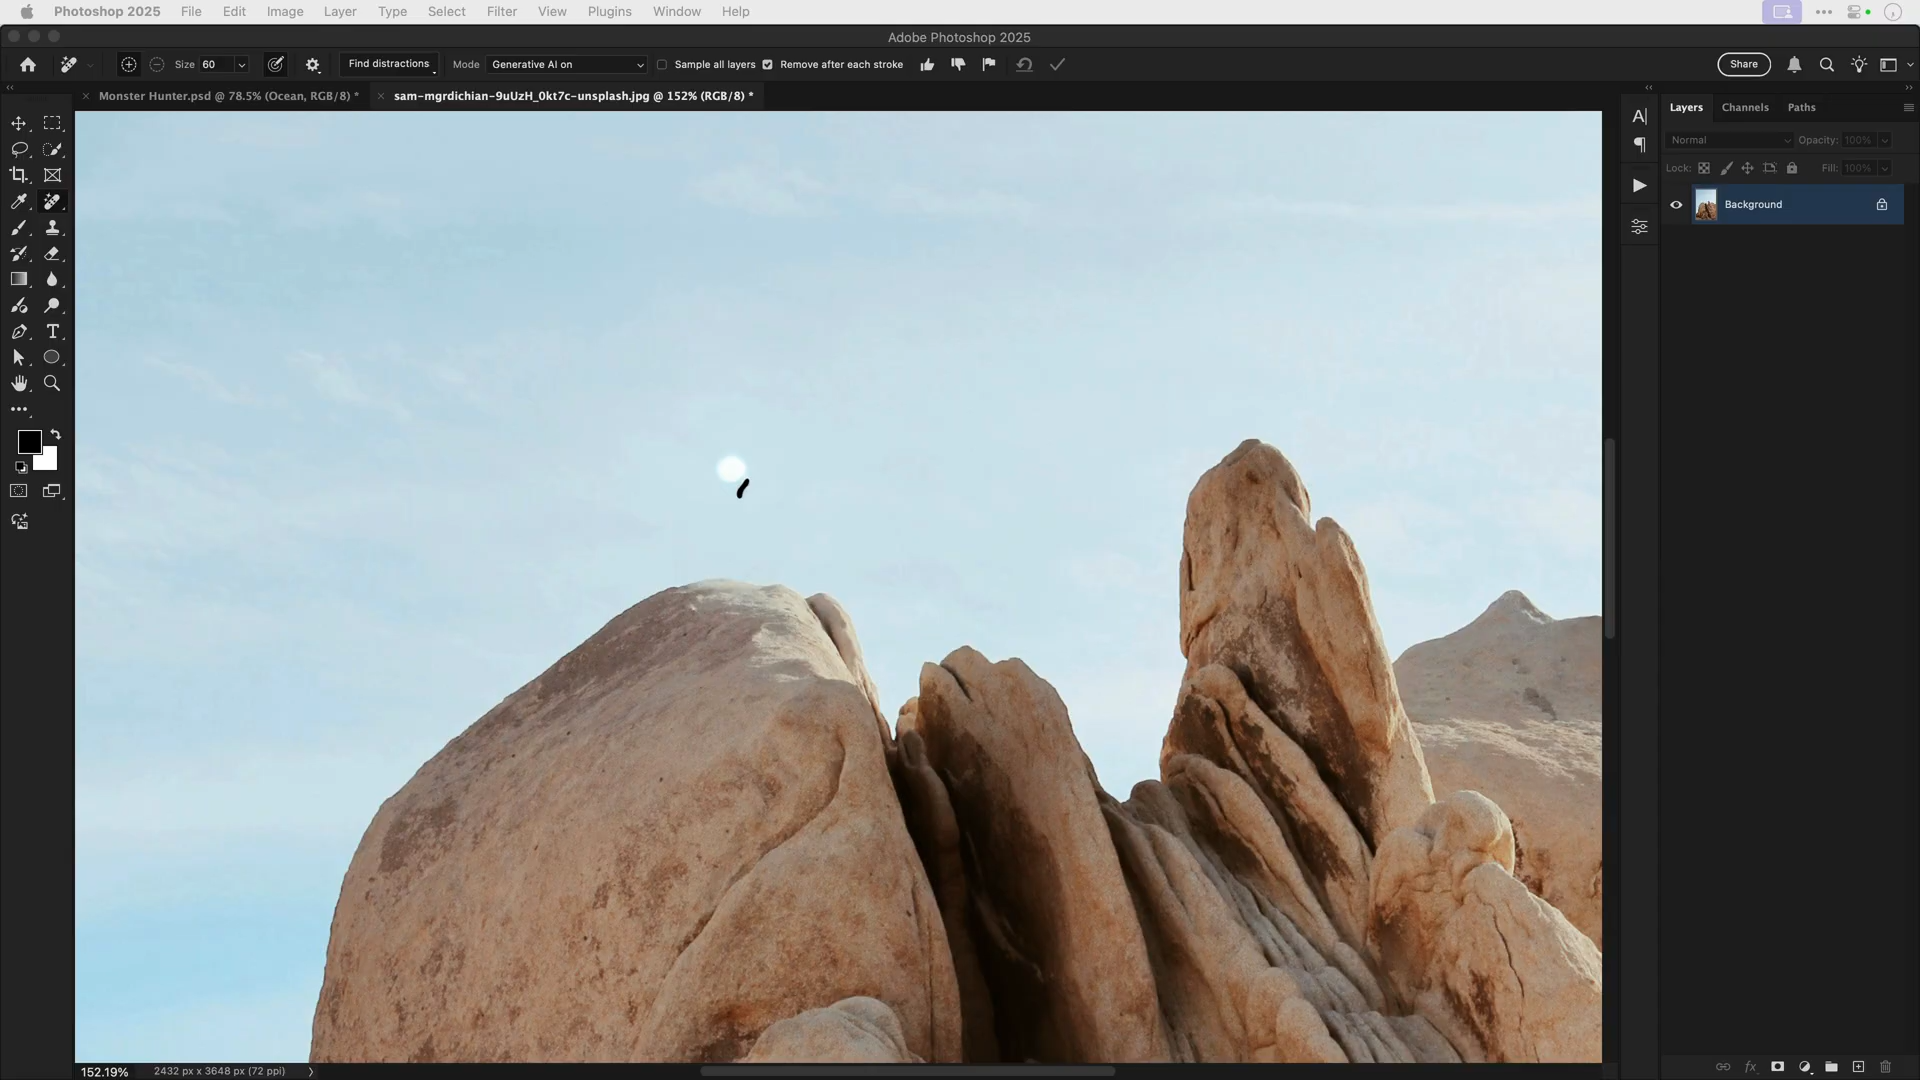 Photoshop 2025 File Edit Image Layer Type Select Filter View Plugins Window Help
Adobe Photoshop 2025
Size 60 Find distractions Mode Generative AI on Sample all layers Remove after each stroke Share
Monster Hunter.psd @ 78.5% (Ocean, RGB/8) * sam-mgrdichian-9uUzH_0kt7c-unsplash.jpg @ 152% (RGB/8) *
Layers Channels Paths
Normal Opacity: 100%
Lock: Fill: 100%
Background
152.19% 2432 px x 3648 px (72 ppi)